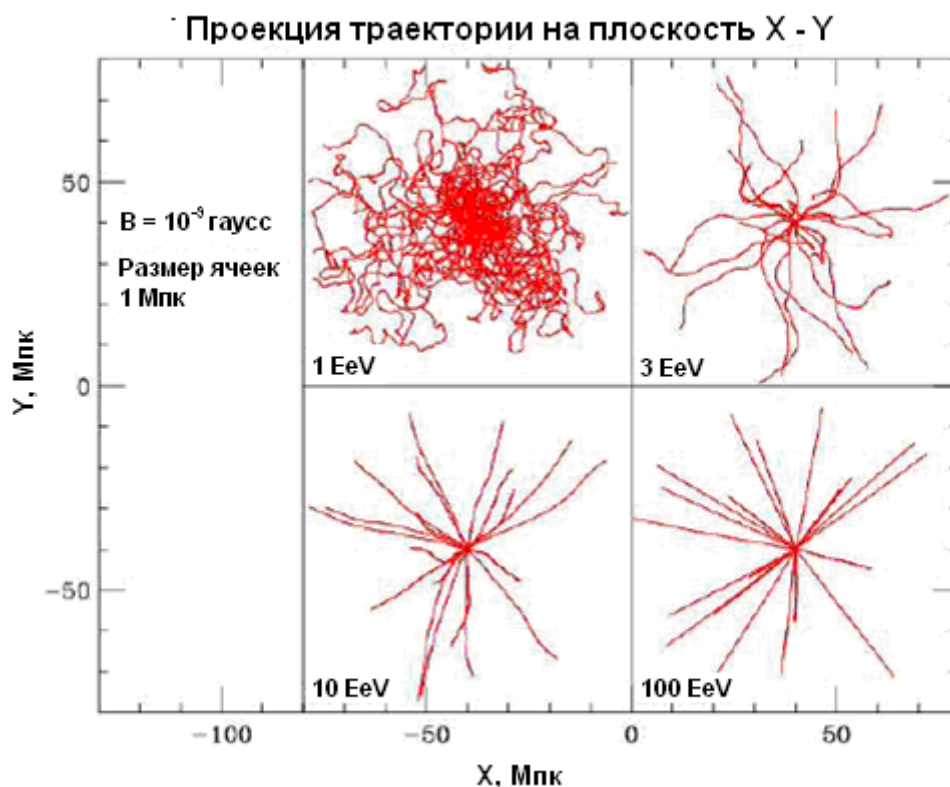 Проекция траектории на плоскость X - Y
B = 10⁻⁹ гаусс
Размер ячеек
1 Мпк
1 EeV
3 EeV
10 EeV
100 EeV
50
0
-50
Y, Мпк
-100
-50
0
50
X, Мпк